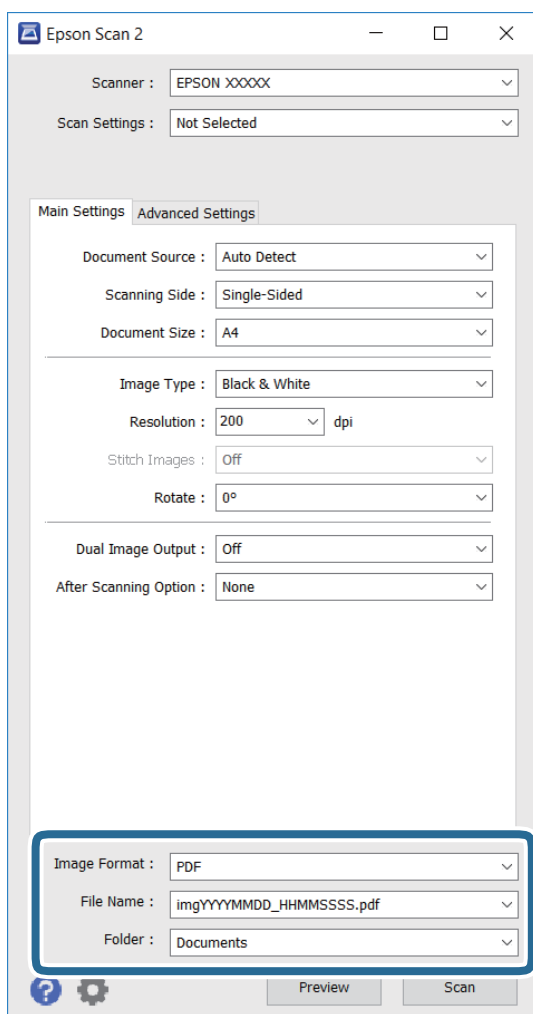 Epson Scan 2
Scanner : EPSON XXXXX
Scan Settings : Not Selected
Main Settings Advanced Settings
Document Source : Auto Detect
Scanning Side : Single-Sided
Document Size : A4
Image Type : Black & White
Resolution : 200 dpi
Stitch Images : Off
Rotate : 0°
Dual Image Output : Off
After Scanning Option : None
Image Format : PDF
File Name : imgYYYYMMDD_HHMMSSSS.pdf
Folder : Documents
? Preview Scan